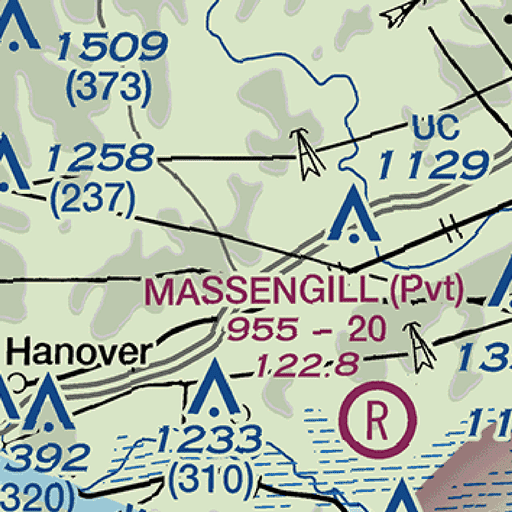 1509
(373)
1258
(237)
UC
1129
MASSENGILL (Pvt)
955 - 20
122.8
Hanover
R
1233
(310)
392
320)